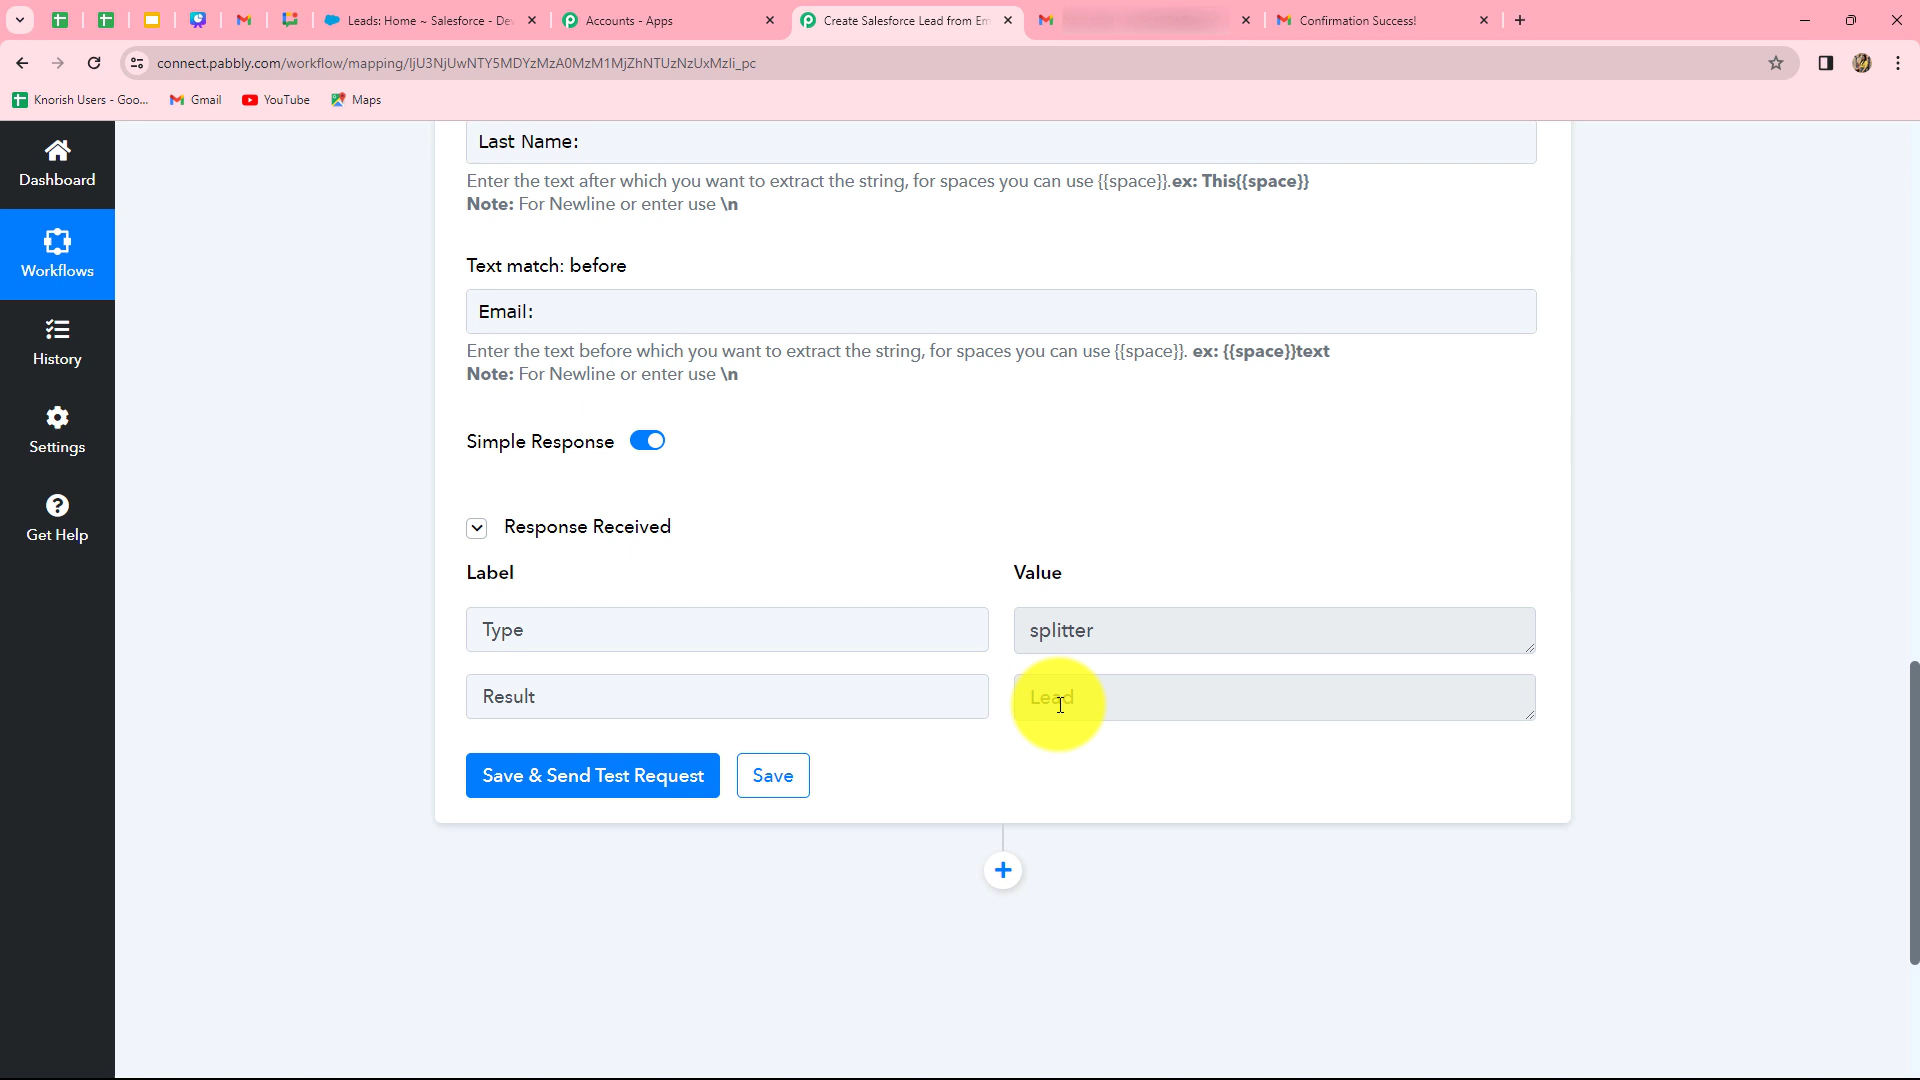 Leads: Home ~ Salesforce - De
Accounts - Apps
Create Salesforce Lead from Em
Confirmation Success!
connect.pabbly.com/workflow/mapping/IjU3NjUwNTY5MDYzMzA0MzM1MjZhNTUzNzUxMzIi_pc
Knorish Users - Goo...
Gmail
YouTube
Maps
Dashboard
Workflows
History
Settings
Get Help
Last Name:
Enter the text after which you want to extract the string, for spaces you can use {{space}}.ex: This{{space}}
Note: For Newline or enter use \n
Text match: before
Email:
Enter the text before which you want to extract the string, for spaces you can use {{space}}. ex: {{space}}text
Note: For Newline or enter use \n
Simple Response
Response Received
Label
Value
Type
splitter
Result
Lead
Save & Send Test Request
Save